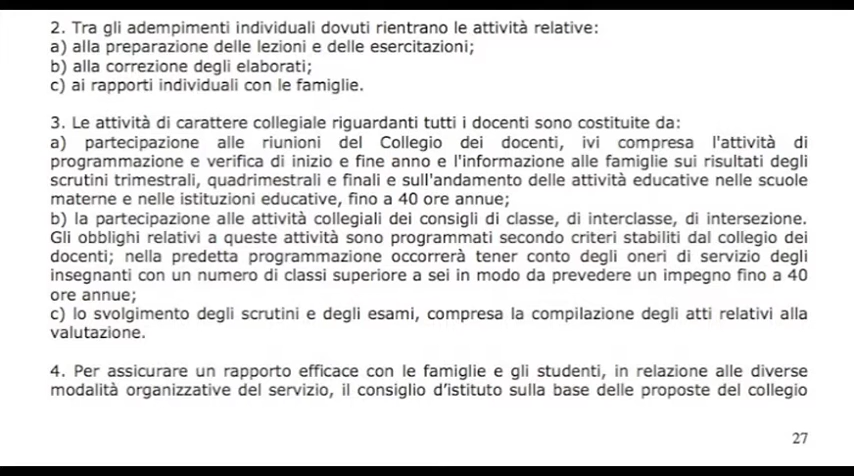 2. Tra gli adempimenti individuali dovuti rientrano le attività relative:
a) alla preparazione delle lezioni e delle esercitazioni;
b) alla correzione degli elaborati;
c) ai rapporti individuali con le famiglie.
3. Le attività di carattere collegiale riguardanti tutti i docenti sono costituite da:
a) partecipazione alle riunioni del Collegio dei docenti, ivi compresa l'attività di
programmazione e verifica di inizio e fine anno e l'informazione alle famiglie sui risultati degli
scrutini trimestrali, quadrimestrali e finali e sull'andamento delle attività educative nelle scuole
materne e nelle istituzioni educative, fino a 40 ore annue;
b) la partecipazione alle attività collegiali dei consigli di classe, di interclasse, di intersezione.
Gli obblighi relativi a queste attività sono programmati secondo criteri stabiliti dal collegio dei
docenti; nella predetta programmazione occorrerà tener conto degli oneri di servizio degli
insegnanti con un numero di classi superiore a sei in modo da prevedere un impegno fino a 40
ore annue;
c) lo svolgimento degli scrutini e degli esami, compresa la compilazione degli atti relativi alla
valutazione.
4. Per assicurare un rapporto efficace con le famiglie e gli studenti, in relazione alle diverse
modalità organizzative del servizio, il consiglio d'istituto sulla base delle proposte del collegio
27